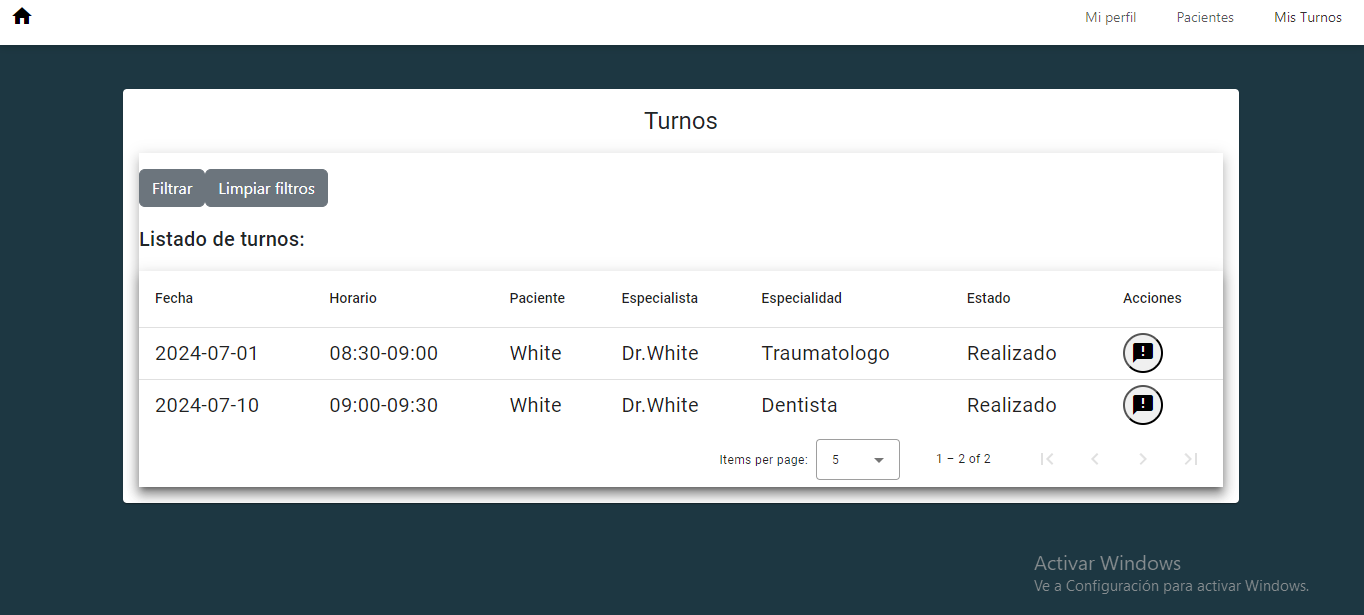 Mi perfil Pacientes Mis Turnos
Turnos
Filtrar Limpiar filtros
Listado de turnos:
Fecha Horario Paciente Especialista Especialidad Estado Acciones
2024-07-01 08:30-09:00 White Dr.White Traumatologo Realizado
2024-07-10 09:00-09:30 White Dr.White Dentista Realizado
Items per page: 5 1 – 2 of 2
Activar Windows
Ve a Configuración para activar Windows.